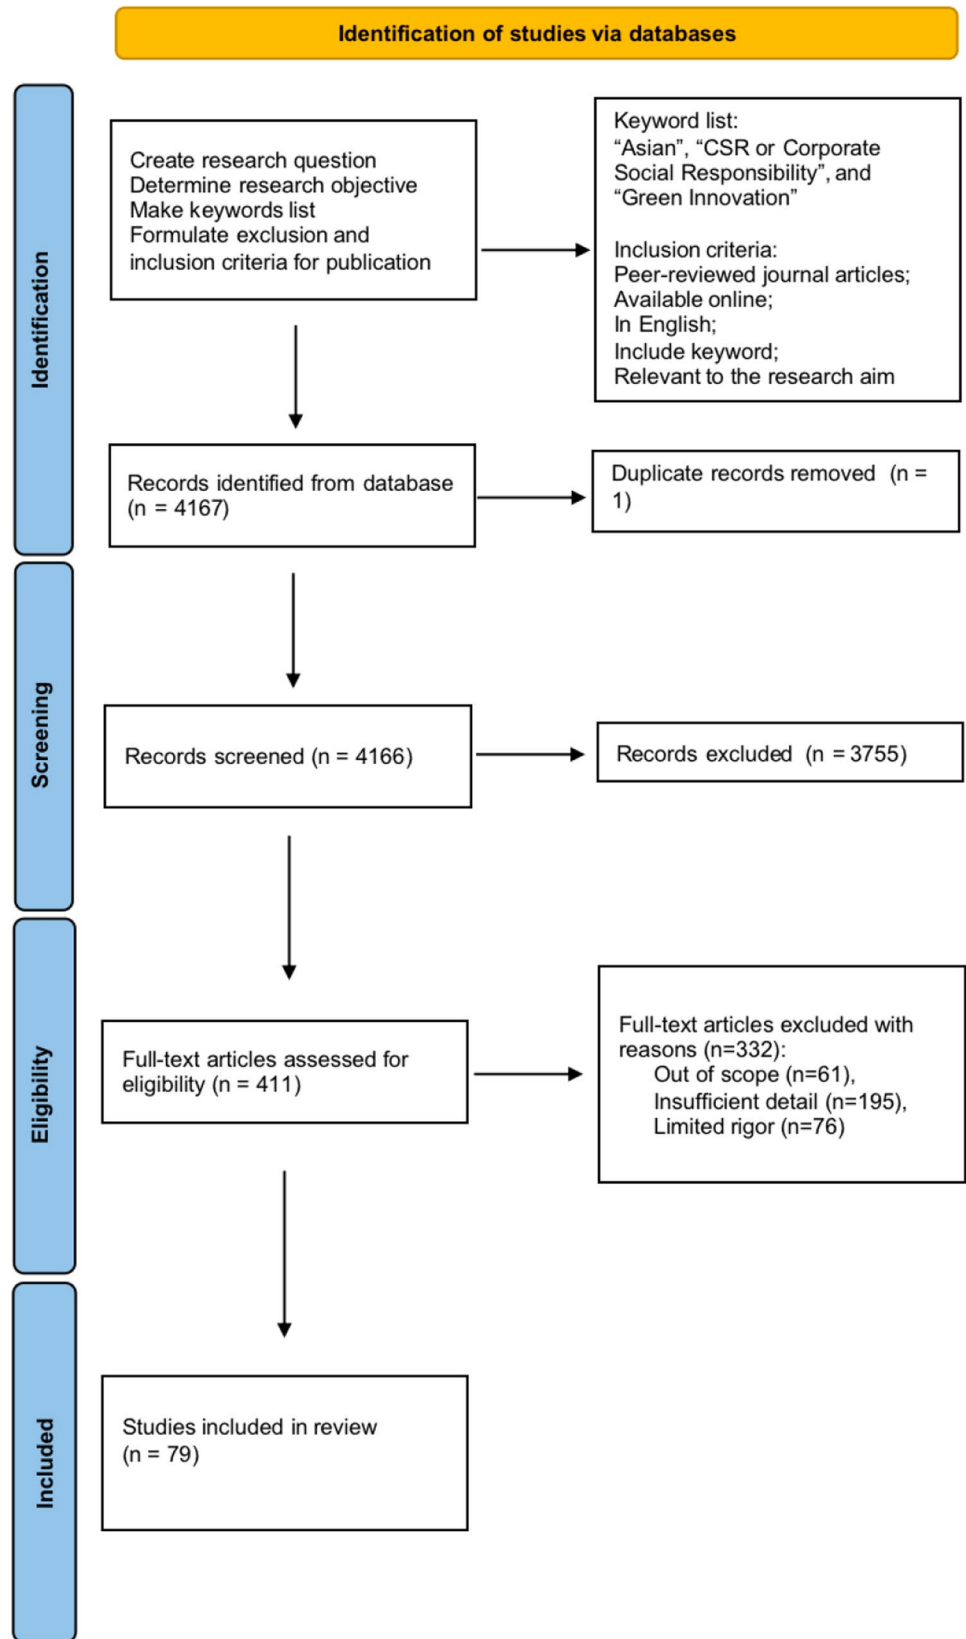 Identification of studies via databases
Identification
Create research question
Determine research objective
Make keywords list
Formulate exclusion and
inclusion criteria for publication
Keyword list:
“Asian”, “CSR or Corporate
Social Responsibility”, and
“Green Innovation”
Inclusion criteria:
Peer-reviewed journal articles;
Available online;
In English;
Include keyword;
Relevant to the research aim
Records identified from database
(n = 4167)
Duplicate records removed (n =
1)
Screening
Records screened (n = 4166)
Records excluded (n = 3755)
Eligibility
Full-text articles assessed for
eligibility (n = 411)
Full-text articles excluded with
reasons (n=332):
Out of scope (n=61),
Insufficient detail (n=195),
Limited rigor (n=76)
Included
Studies included in review
(n = 79)